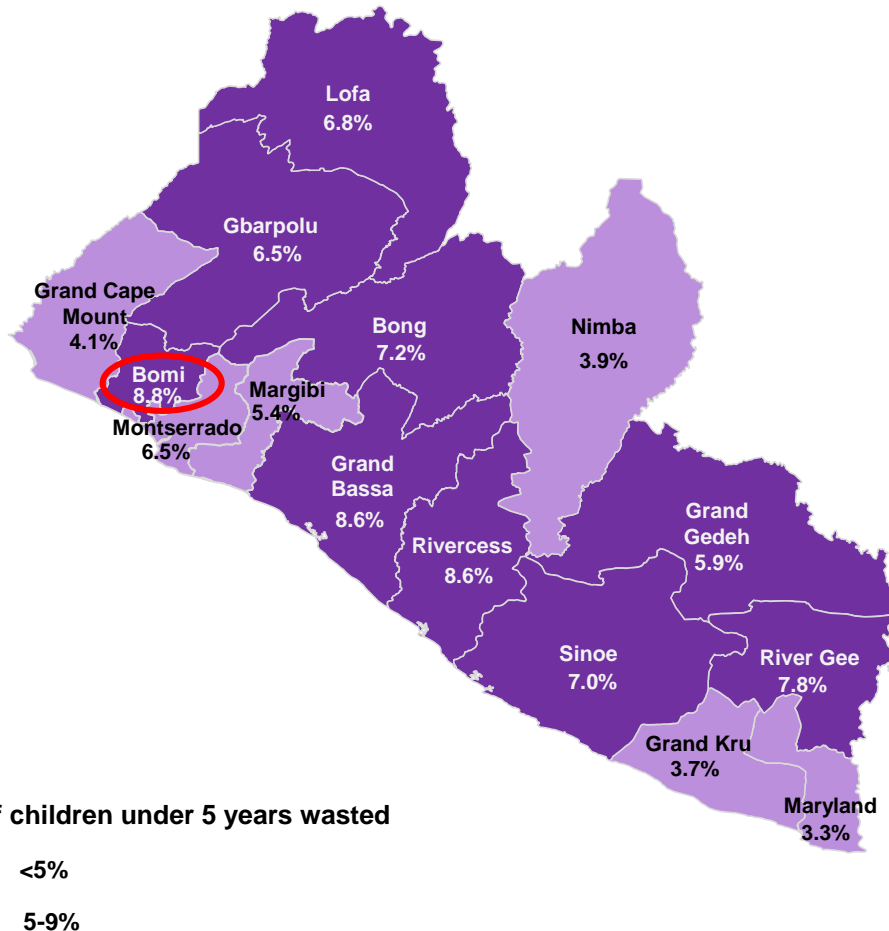 Lofa
6.8%
Gbarpolu
6.5%
Grand Cape
Mount
4.1%
Bong
7.2%
Nimba
3.9%
Bomi
8.8%
Margibi
5.4%
Montserrado
6.5%
Grand
Bassa
8.6%
Rivercess
8.6%
Grand
Gedeh
5.9%
Sinoe
7.0%
River Gee
7.8%
Grand Kru
3.7%
Maryland
3.3%
children under 5 years wasted
<5%
5-9%